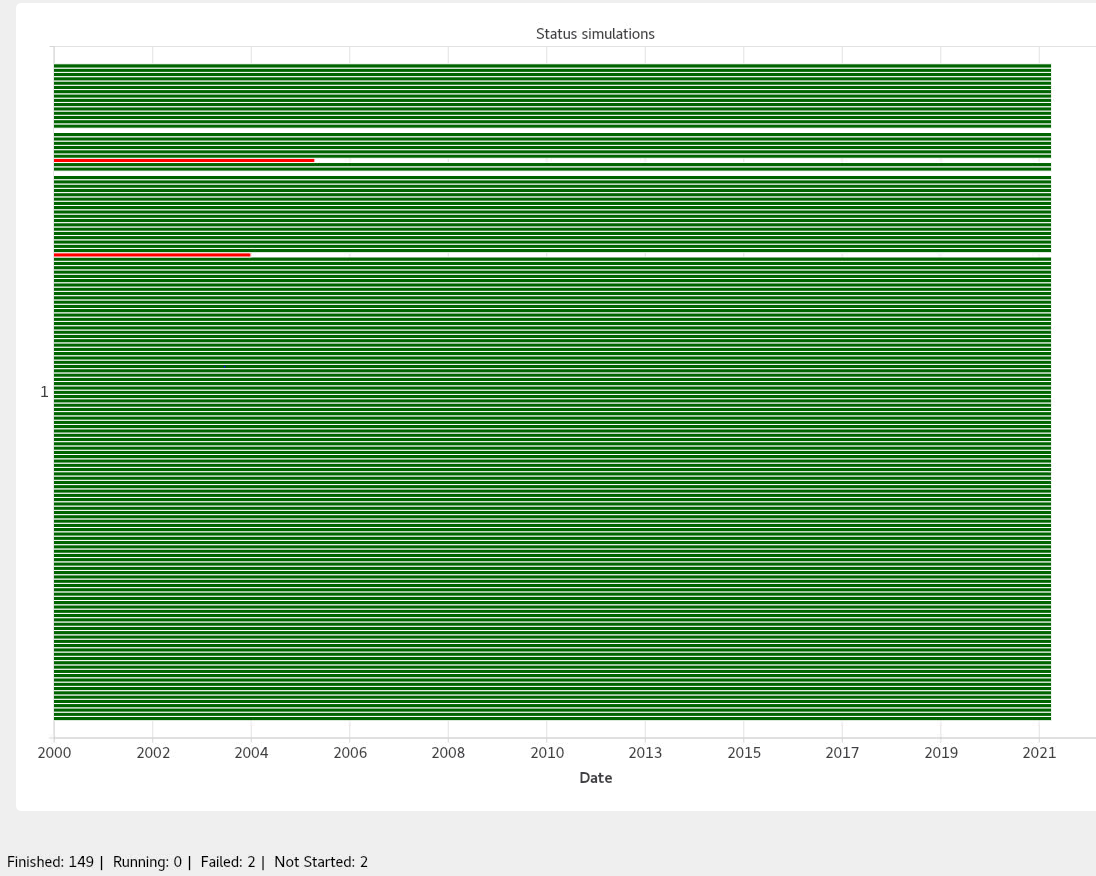 Status simulations
1
2000 2002 2004 2006 2008 2010 2013 2015 2017 2019 2021
Date
Finished: 149 | Running: 0 | Failed: 2 | Not Started: 2